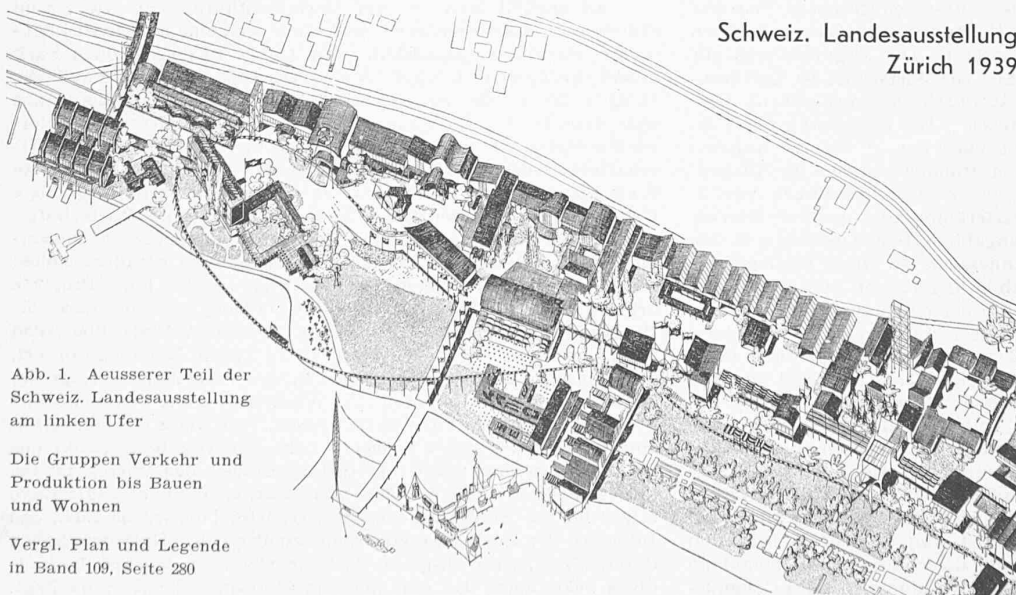 Schweiz. Landesausstellung
Zürich 1939
Abb. 1. Aeusserer Teil der
Schweiz. Landesausstellung
am linken Ufer
Die Gruppen Verkehr und
Produktion bis Bauen
und Wohnen
Vergl. Plan und Legende
in Band 109, Seite 280